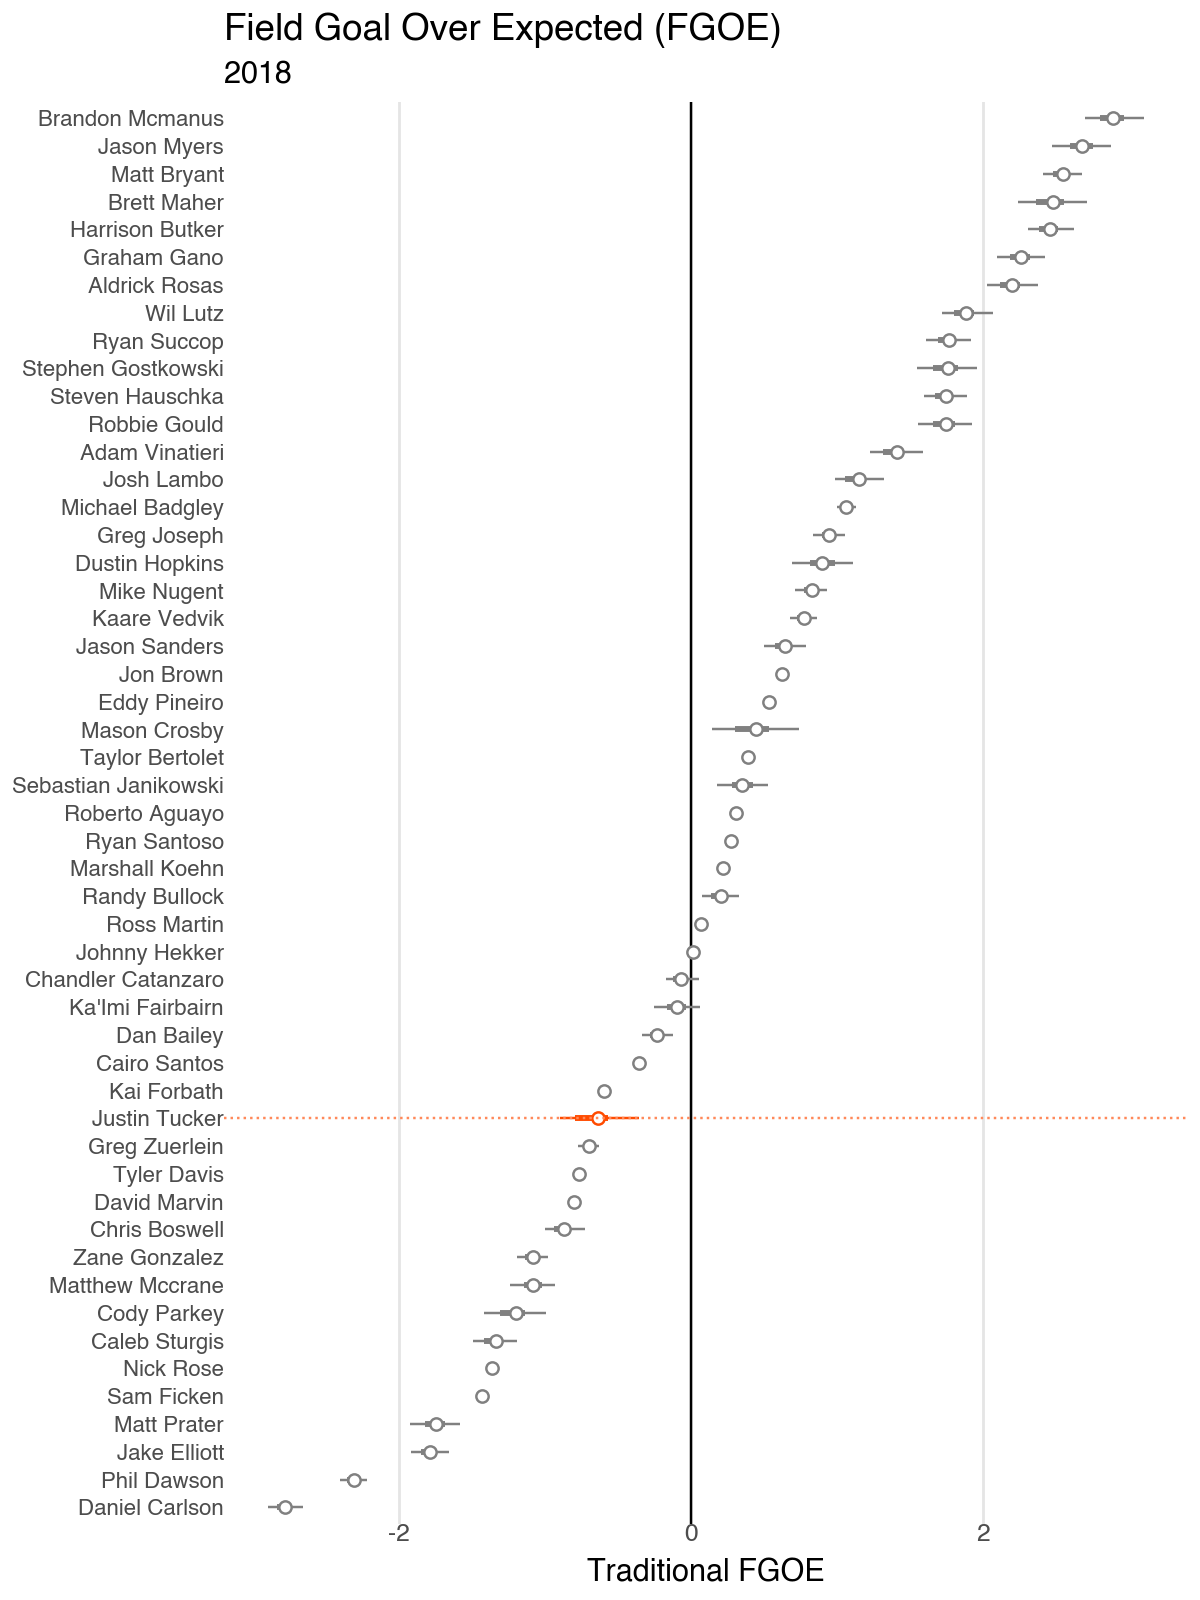 Field Goal Over Expected (FGOE)
2018
Brandon Mcmanus
Jason Myers
Matt Bryant
Brett Maher
Harrison Butker
Graham Gano
Aldrick Rosas
Wil Lutz
Ryan Succop
Stephen Gostkowski
Steven Hauschka
Robbie Gould
Adam Vinatieri
Josh Lambo
Michael Badgley
Greg Joseph
Dustin Hopkins
Mike Nugent
Kaare Vedvik
Jason Sanders
Jon Brown
Eddy Pineiro
Mason Crosby
Taylor Bertolet
Sebastian Janikowski
Roberto Aguayo
Ryan Santoso
Marshall Koehn
Randy Bullock
Ross Martin
Johnny Hekker
Chandler Catanzaro
Ka'Imi Fairbairn
Dan Bailey
Cairo Santos
Kai Forbath
Justin Tucker
Greg Zuerlein
Tyler Davis
David Marvin
Chris Boswell
Zane Gonzalez
Matthew Mccrane
Cody Parkey
Caleb Sturgis
Nick Rose
Sam Ficken
Matt Prater
Jake Elliott
Phil Dawson
Daniel Carlson
-2 0 2
Traditional FGOE